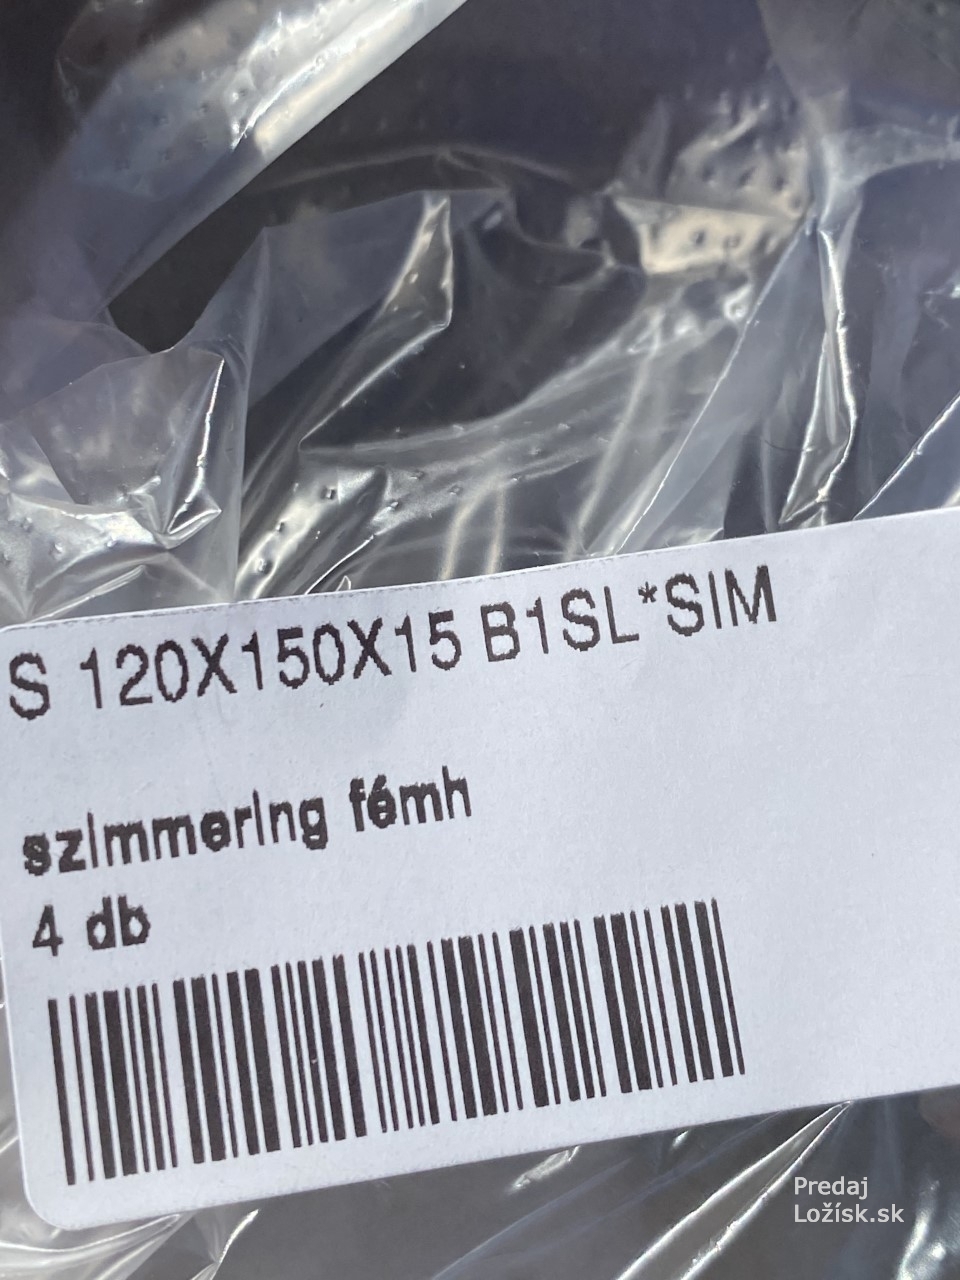 S 120X150X15 B1SL*SIM
szimmering fémh
4 db
Predaj
Ložísk.sk